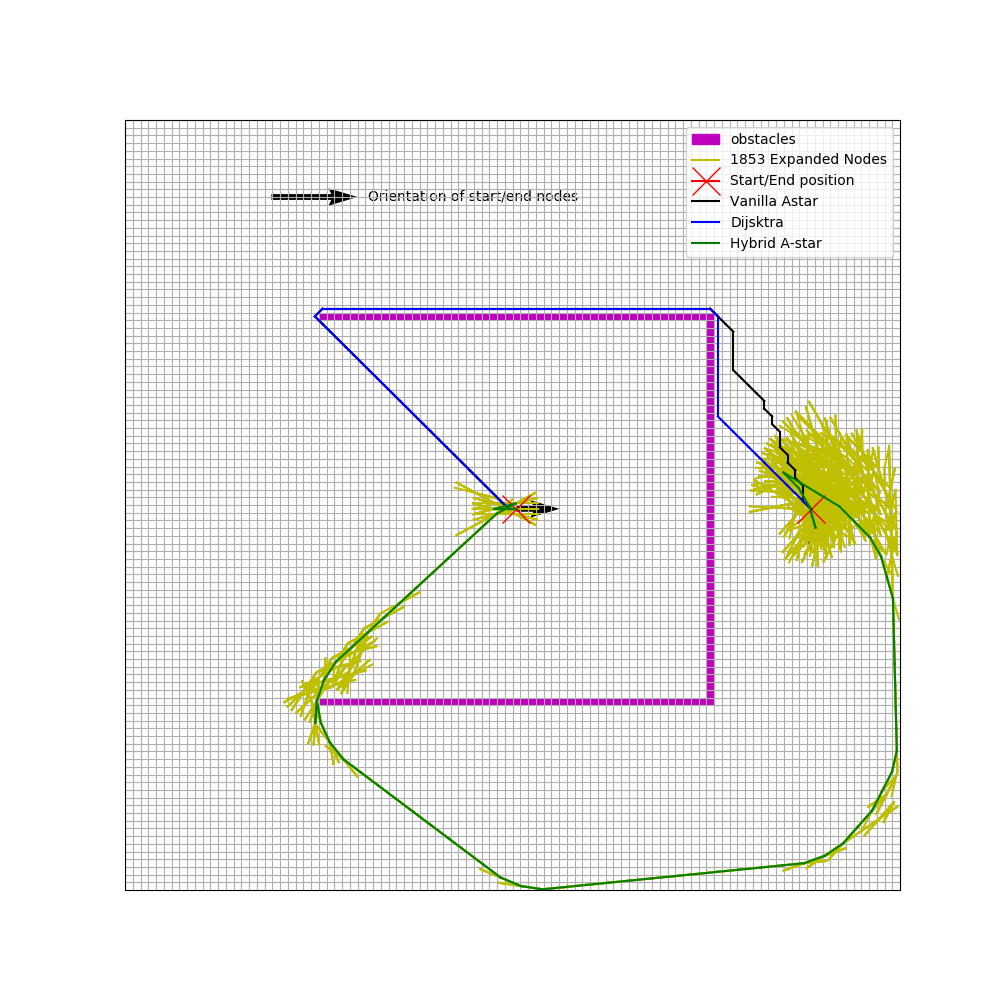 obstacles
1853 Expanded Nodes
Start/End position
Vanilla Astar
Dijsktra
Hybrid A-star
Orientation of start/end nodes